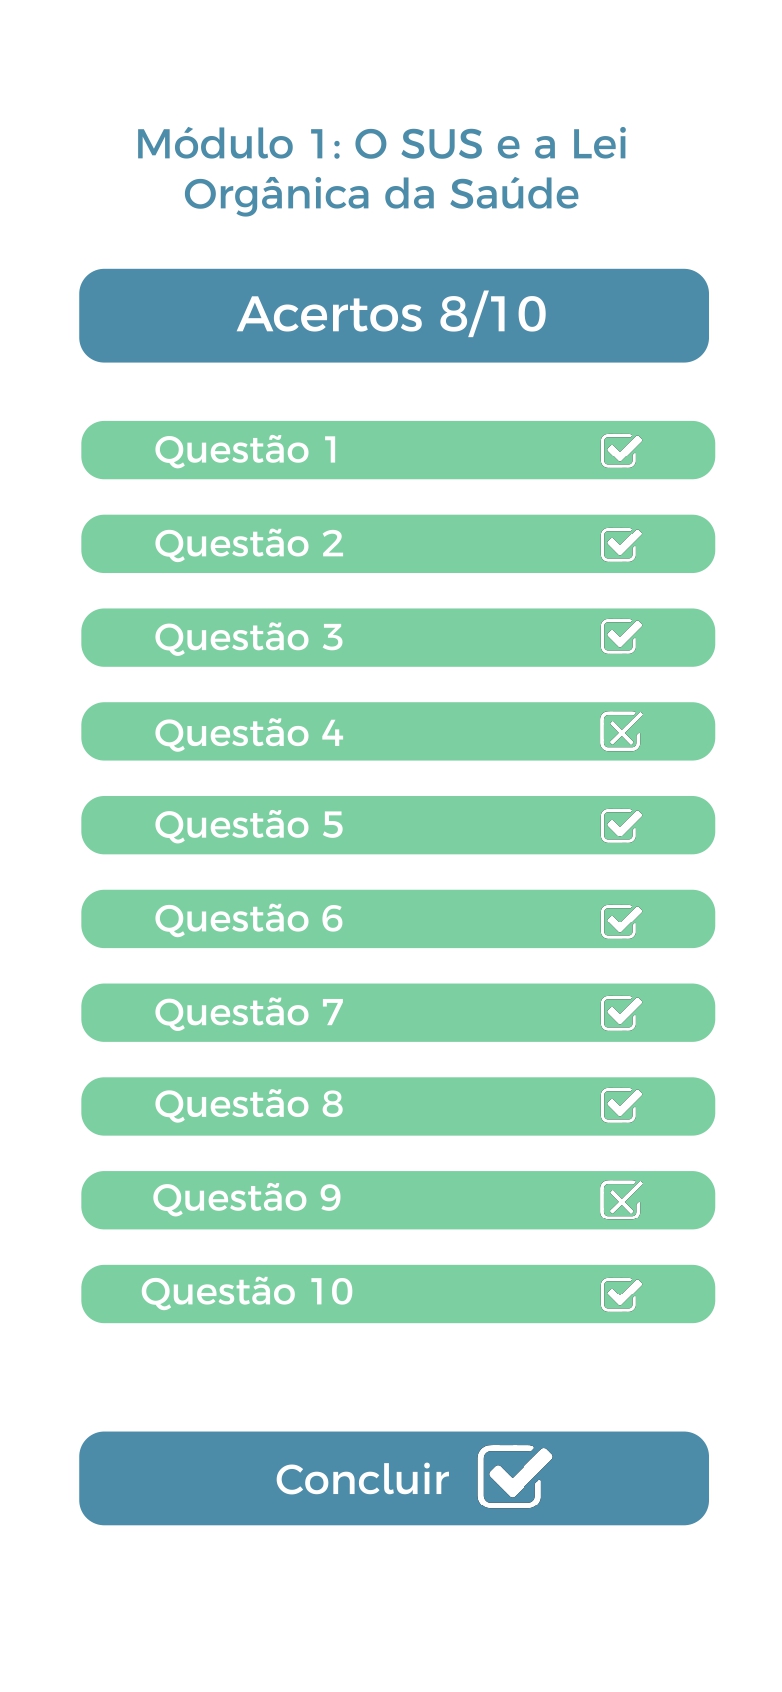 Módulo 1: O SUS e a Lei
Orgânica da Saúde
Acertos 8/10
Questão 1
Questão 2
Questão 3
Questão 4
Questão 5
Questão 6
Questão 7
Questão 8
Questão 9
Questão 10
Concluir